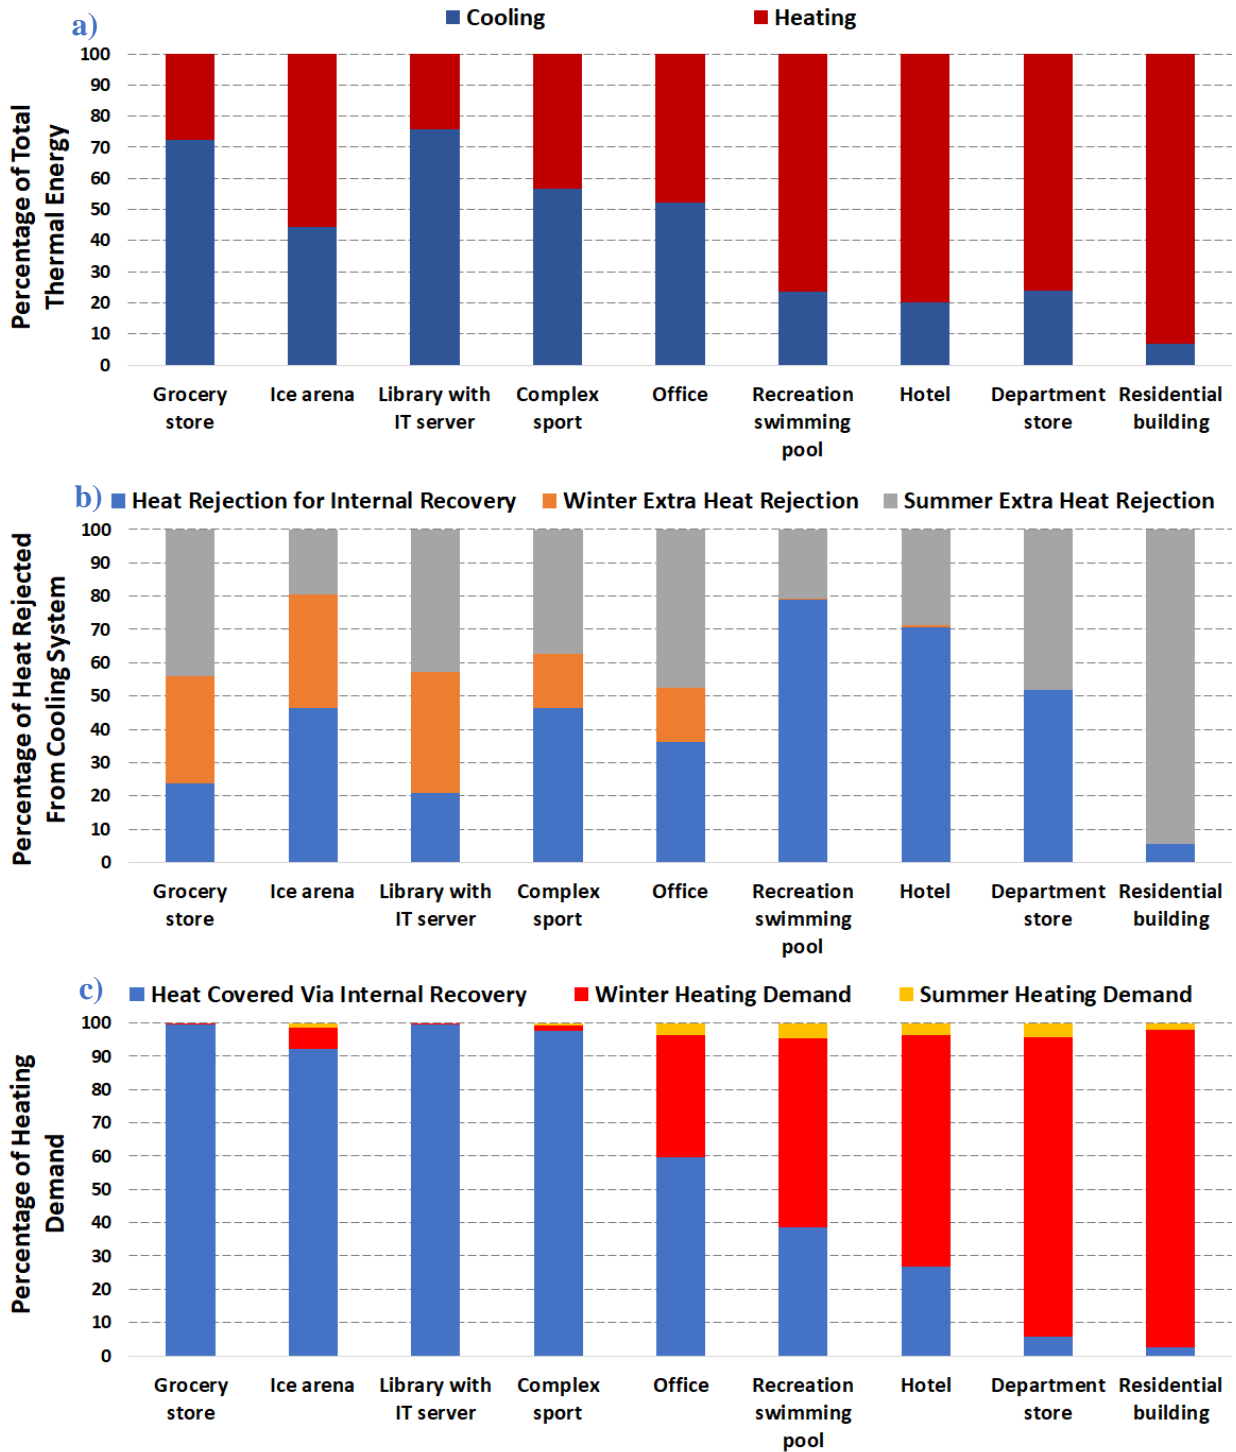 a)
Cooling Heating
Percentage of Total
Thermal Energy
100
90
80
70
60
50
40
30
20
10
0
Grocery Ice arena Library with Complex Office Recreation Hotel Department Residential
store IT server sport swimming store building
pool
b)
Heat Rejection for Internal Recovery Winter Extra Heat Rejection Summer Extra Heat Rejection
Percentage of Heat Rejected
From Cooling System
100
90
80
70
60
50
40
30
20
10
0
Grocery Ice arena Library with Complex Office Recreation Hotel Department Residential
store IT server sport swimming store building
pool
c)
Heat Covered Via Internal Recovery Winter Heating Demand Summer Heating Demand
Percentage of Heating
Demand
100
90
80
70
60
50
40
30
20
10
0
Grocery Ice arena Library with Complex Office Recreation Hotel Department Residential
store IT server sport swimming store building
pool